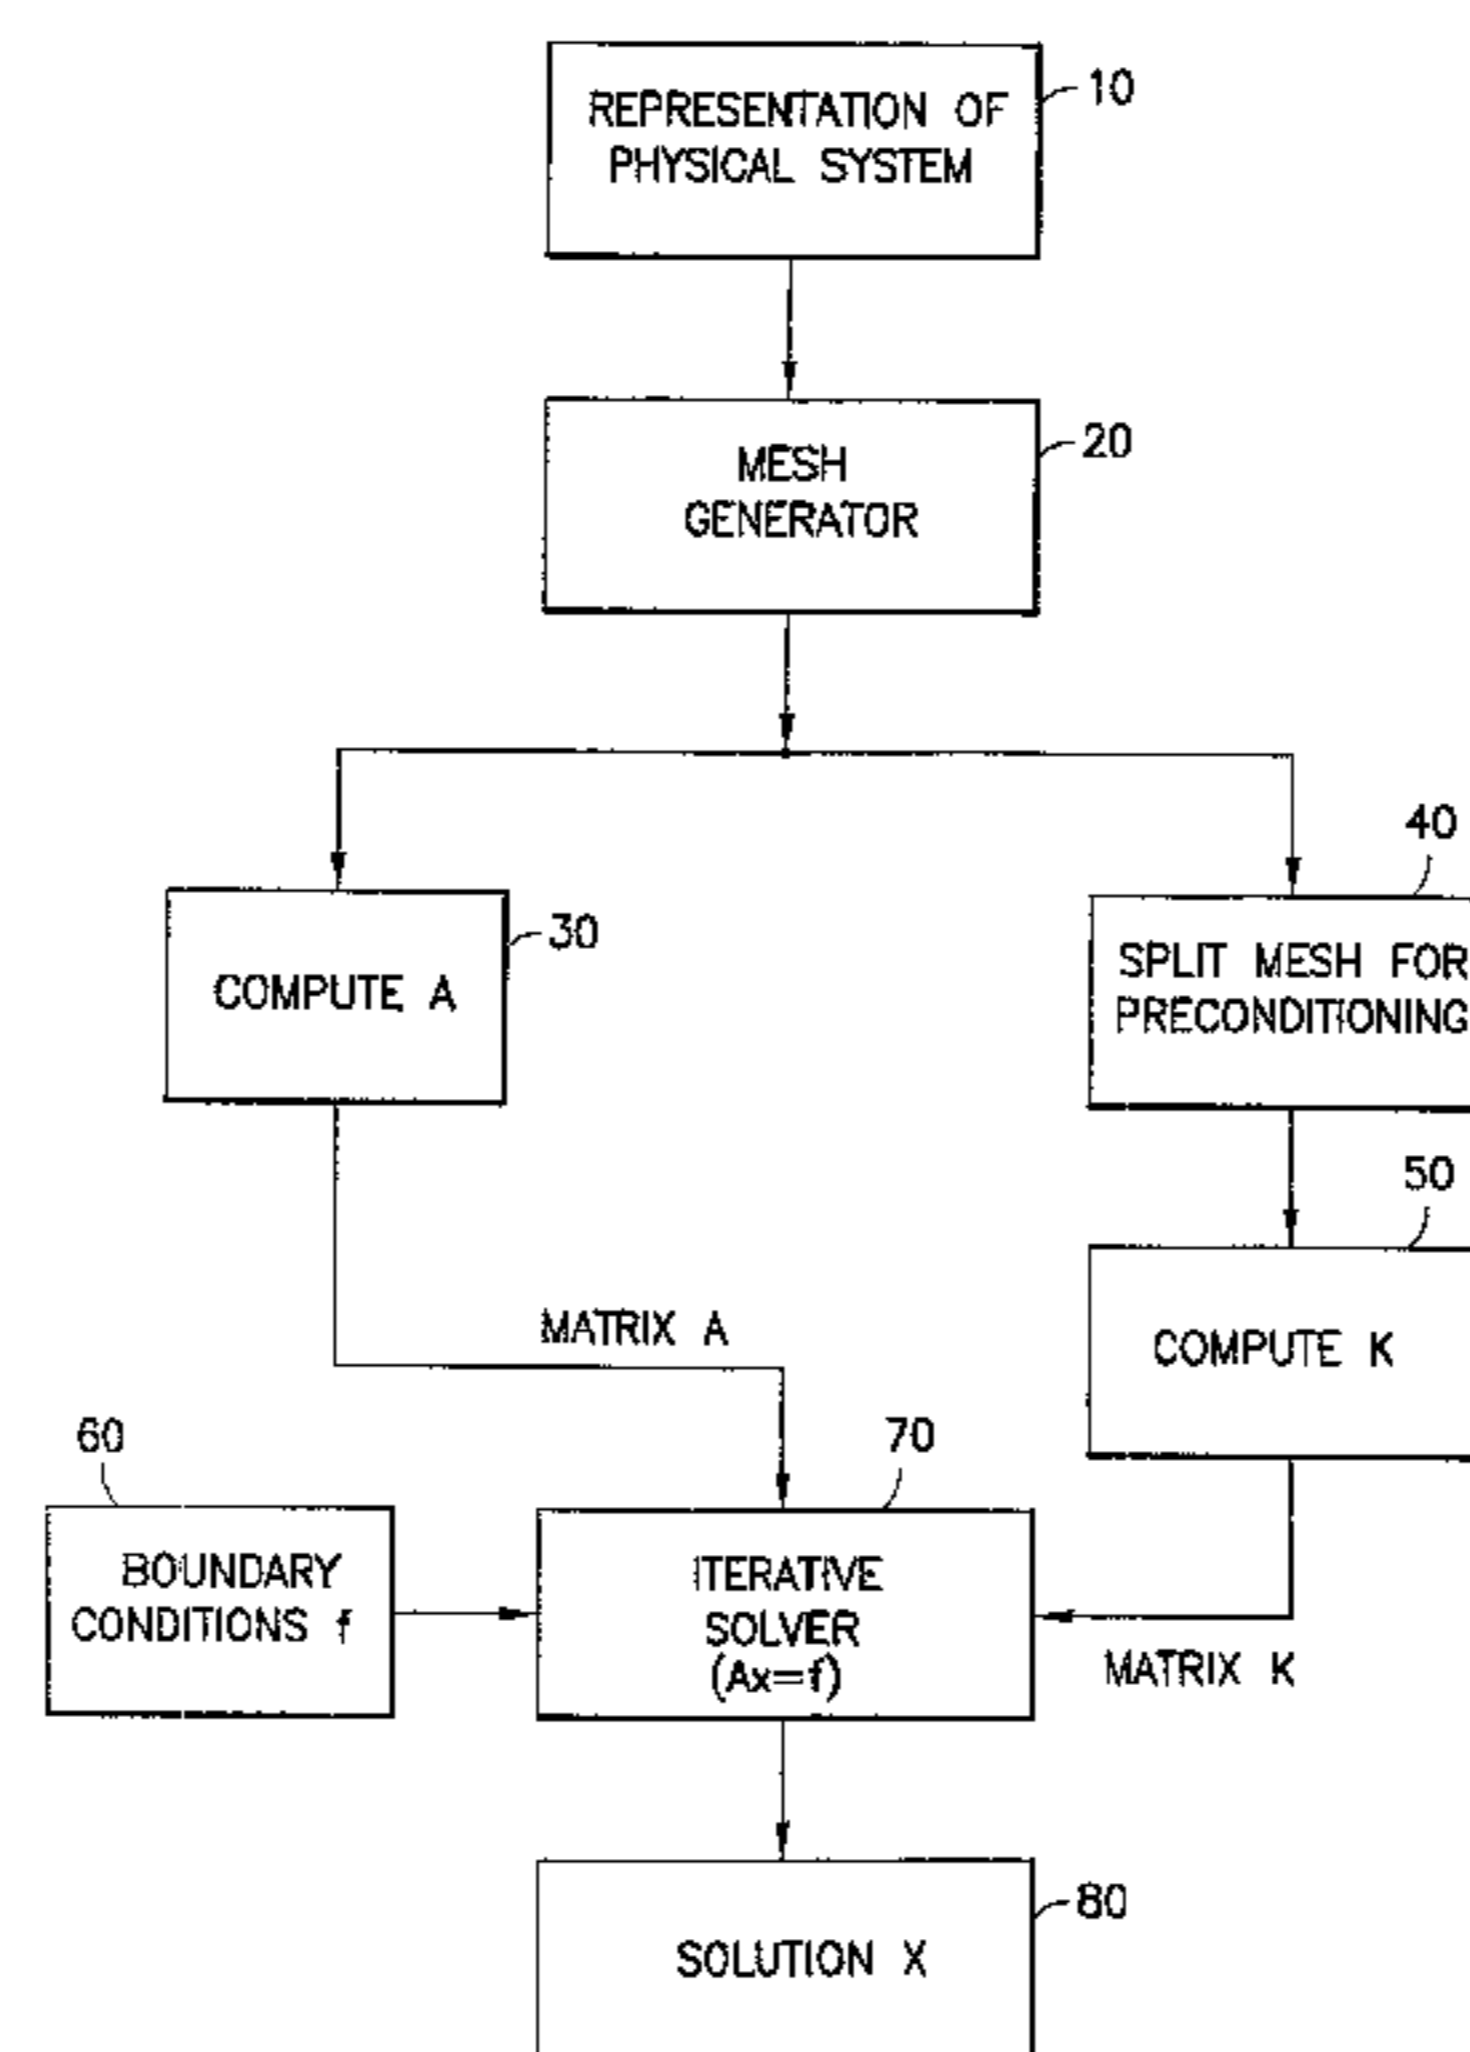 REPRESENTATION OF
PHYSICAL SYSTEM
10
MESH
GENERATOR
20
40
30
COMPUTE A
SPLIT MESH FOR
PRECONDITIONING
50
COMPUTE K
MATRIX A
60
70
BOUNDARY
CONDITIONS f
ITERATIVE
SOLVER
(Ax=f)
MATRIX K
80
SOLUTION X